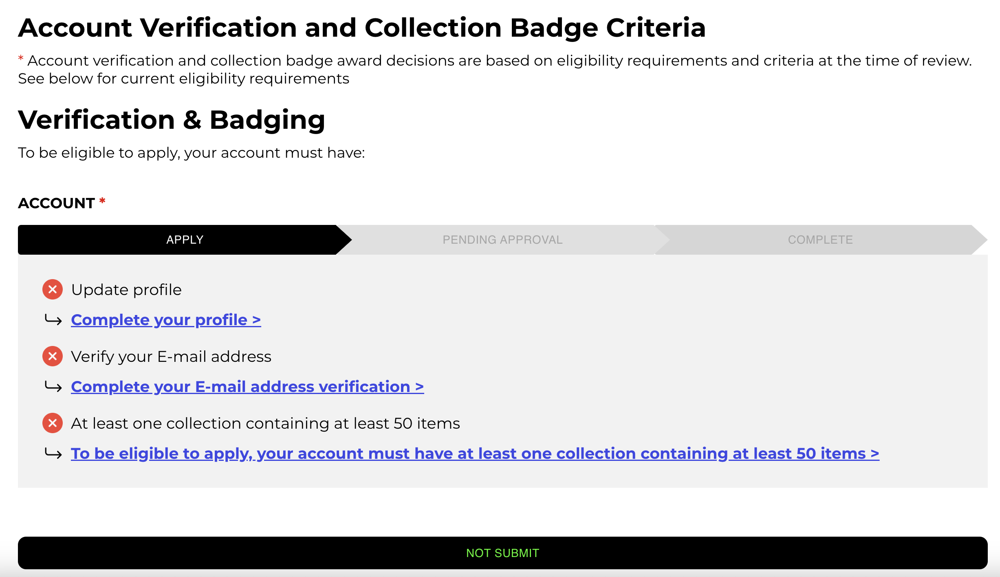 Account Verification and Collection Badge Criteria
* Account verification and collection badge award decisions are based on eligibility requirements and criteria at the time of review.
See below for current eligibility requirements
Verification & Badging
To be eligible to apply, your account must have:
ACCOUNT *
APPLY
PENDING APPROVAL
COMPLETE
Update profile
Complete your profile >
Verify your E-mail address
Complete your E-mail address verification >
At least one collection containing at least 50 items
To be eligible to apply, your account must have at least one collection containing at least 50 items >
NOT SUBMIT